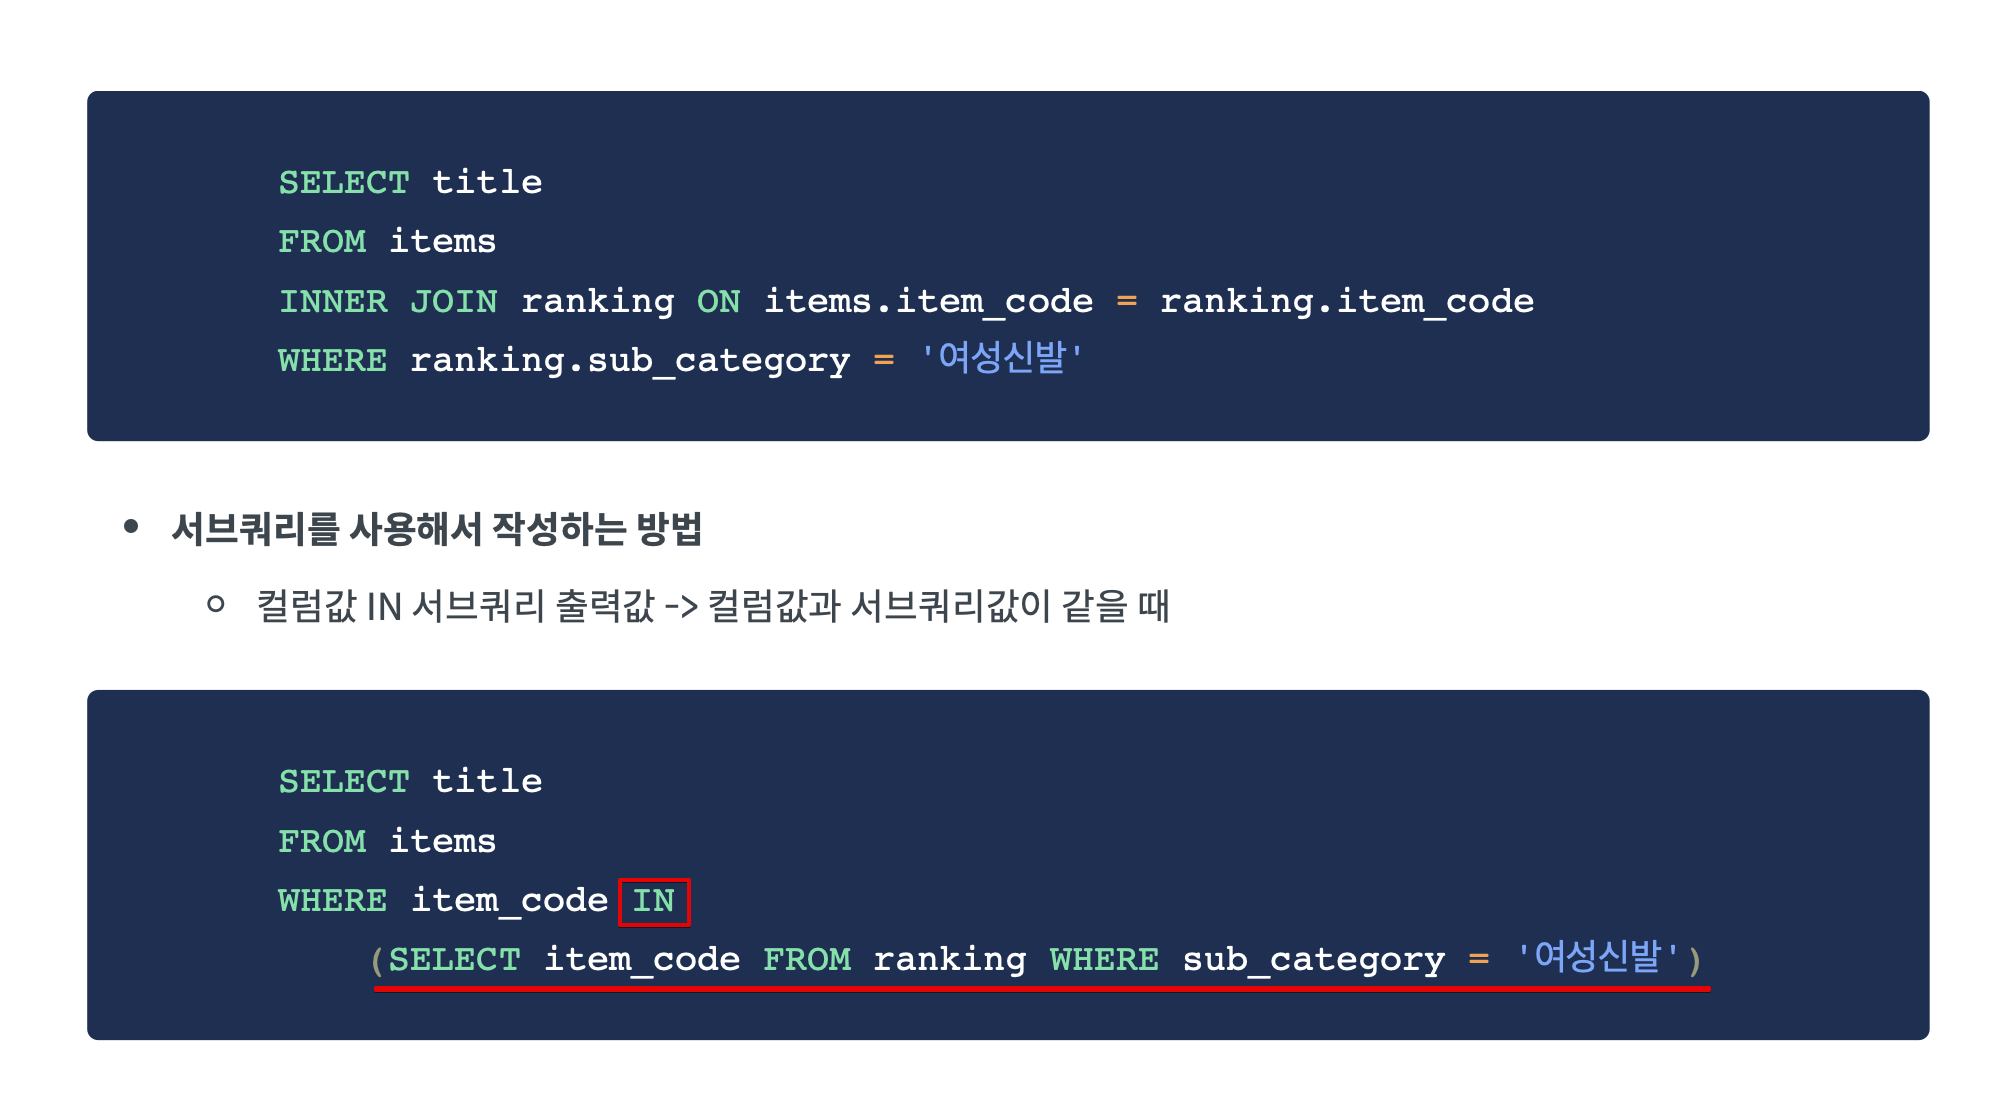 SELECT title
FROM items
INNER JOIN ranking ON items.item_code = ranking.item_code
WHERE ranking.sub_category = '여성신발'
• 서브쿼리를 사용해서 작성하는 방법
○ 컬럼값 IN 서브쿼리 출력값 -> 컬럼값과 서브쿼리값이 같을 때
SELECT title
FROM items
WHERE item_code IN
(SELECT item_code FROM ranking WHERE sub_category = '여성신발')